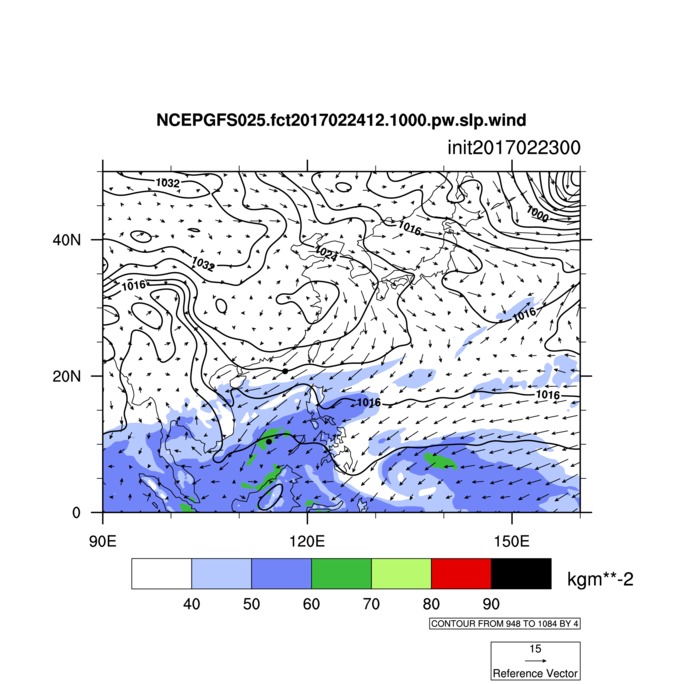 NCEPGFS025.fct2017022412.1000.pw.slp.wind
init2017022300
1032
1000
1016
40N
1024
1032
1016
1016
20N
1016
1016
0
90E 120E 150E
kgm**-2
40 50 60 70 80 90
CONTOUR FROM 948 TO 1084 BY 4
15
Reference Vector